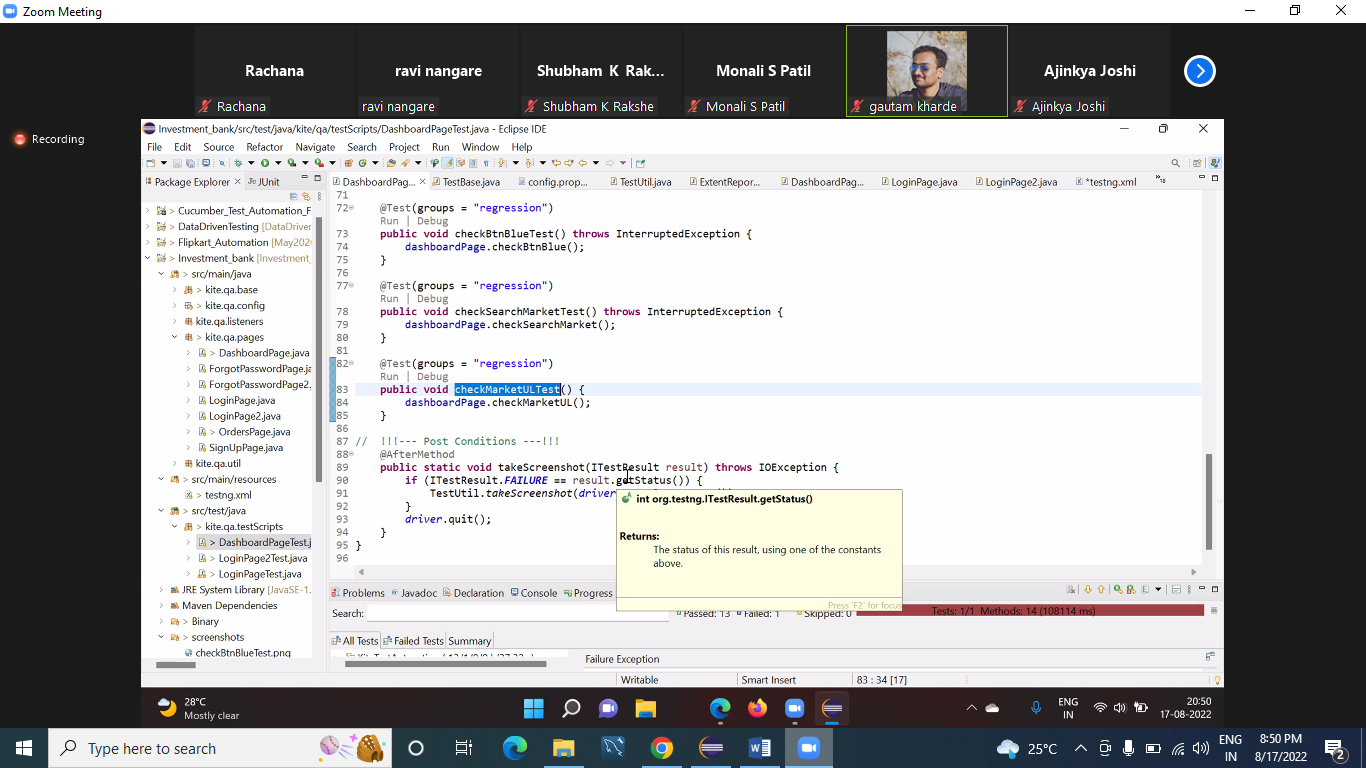 Zoom Meeting
Rachana
ravi nangare
Shubham K Rak...
Monali S Patil
Ajinkya Joshi
Rachana
ravi nangare
Shubham K Rakshe
Monali S Patil
gautam kharde
Ajinkya Joshi
Recording
Investment_bank/src/test/java/kite/qa/testScripts/DashboardPageTest.java - Eclipse IDE
File Edit Source Refactor Navigate Search Project Run Window Help
Package Explorer JUnit
DashboardPag... TestBase.java config.prop... TestUtil.java ExtentRepor... DashboardPag... LoginPage.java LoginPage2.java *testng.xml »18
> Cucumber_Test_Automation_F
> DataDrivenTesting [DataDriver
> Flipkart_Automation [May202
> Investment_bank [Investment_
> src/main/java
> kite.qa.base
> kite.qa.config
kite.qa.listeners
> kite.qa.pages
> DashboardPage.java
ForgotPasswordPage.ja
ForgotPasswordPage2.
LoginPage.java
LoginPage2.java
> OrdersPage.java
SignUpPage.java
kite.qa.util
> src/main/resources
> testng.xml
> src/test/java
> kite.qa.testScripts
> DashboardPageTest.j
> LoginPage2Test.java
> LoginPageTest.java
JRE System Library [JavaSE-1.
Maven Dependencies
> Binary
> screenshots
checkBtnBlueTest.png
71
72 @Test(groups = "regression")
Run | Debug
73 public void checkBtnBlueTest() throws InterruptedException {
74 dashboardPage.checkBtnBlue();
75 }
76
77 @Test(groups = "regression")
Run | Debug
78 public void checkSearchMarketTest() throws InterruptedException {
79 dashboardPage.checkSearchMarket();
80 }
81
82 @Test(groups = "regression")
Run | Debug
83 public void checkMarketULTest() {
84 dashboardPage.checkMarketUL();
85 }
86
87 // !!!--- Post Conditions ---!!!
88 @AfterMethod
89 public static void takeScreenshot(ITestResult result) throws IOException {
90 if (ITestResult.FAILURE == result.getStatus()) {
91 TestUtil.takeScreenshot(driver
92 }
93 driver.quit();
94 }
95 }
96
int org.testng.ITestResult.getStatus()
Returns:
The status of this result, using one of the constants
above.
Press 'F2' for focus
Problems Javadoc Declaration Console Progress
Search: Passed: 13 Failed: 1 Skipped: 0 Tests: 1/1 Methods: 14 (108114 ms)
All Tests Failed Tests Summary
Failure Exception
Writable Smart Insert 83 : 34 [17]
28°C
Mostly clear
ENG
IN
20:50
17-08-2022
Type here to search
25°C
ENG
IN
8:50 PM
8/17/2022
2